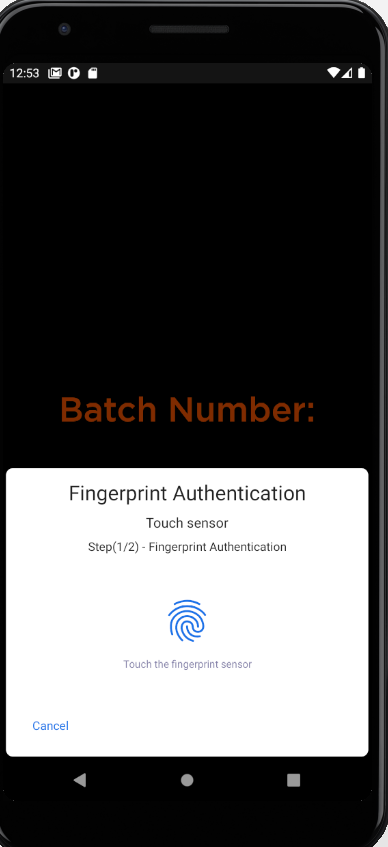 12:53
Batch Number:
Fingerprint Authentication
Touch sensor
Step(1/2) - Fingerprint Authentication
Touch the fingerprint sensor
Cancel